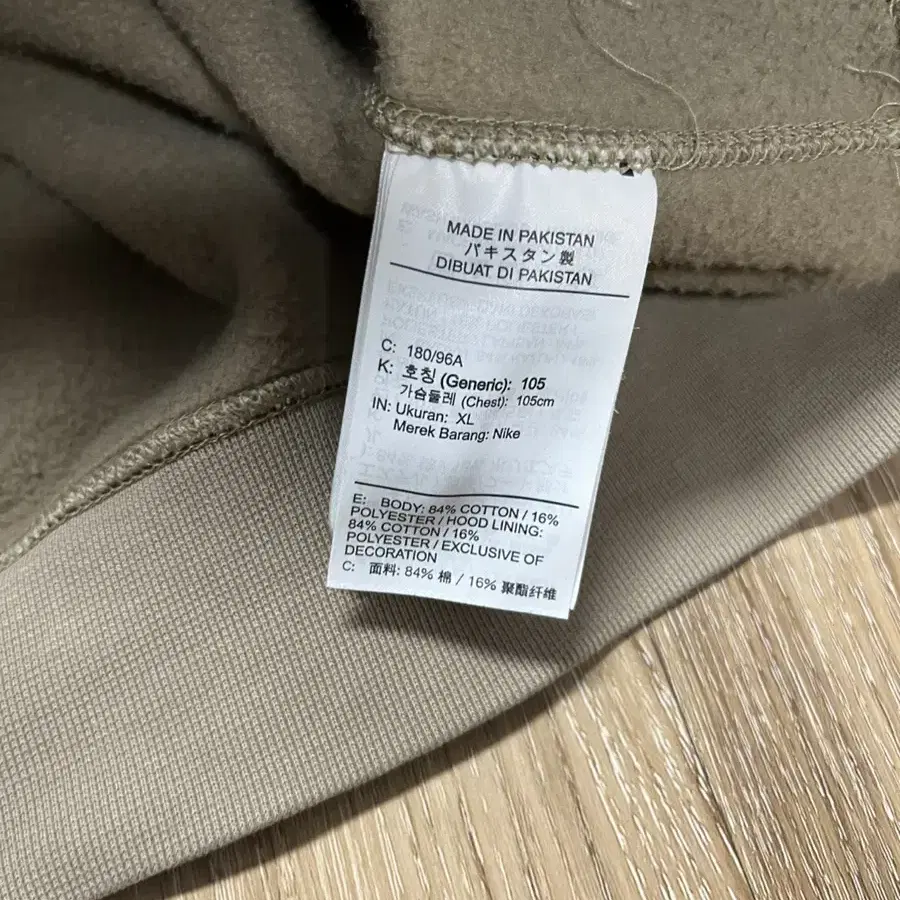 MADE IN PAKISTAN
パキスタン製
DIBUAT DI PAKISTAN
C: 180/96A
K: 호칭 (Generic): 105
가슴둘레 (Chest): 105cm
IN: Ukuran: XL
Merek Barang: Nike
E: BODY: 84% COTTON / 16%
POLYESTER / HOOD LINING:
84% COTTON / 16%
POLYESTER / EXCLUSIVE OF
DECORATION
C: 面料: 84% 棉 / 16% 聚酯纤维